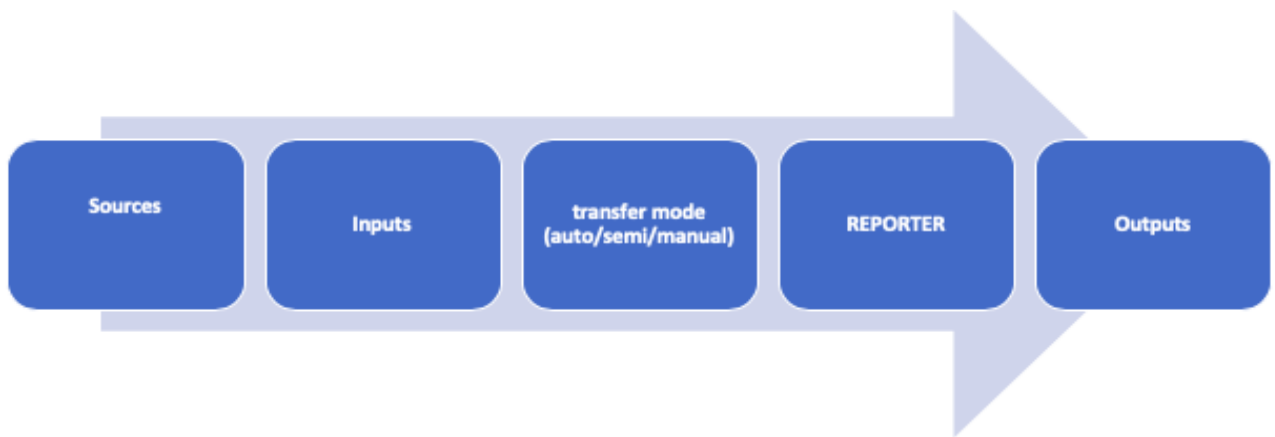 Sources
Inputs
transfer mode
(auto/semi/manual)
REPORTER
Outputs